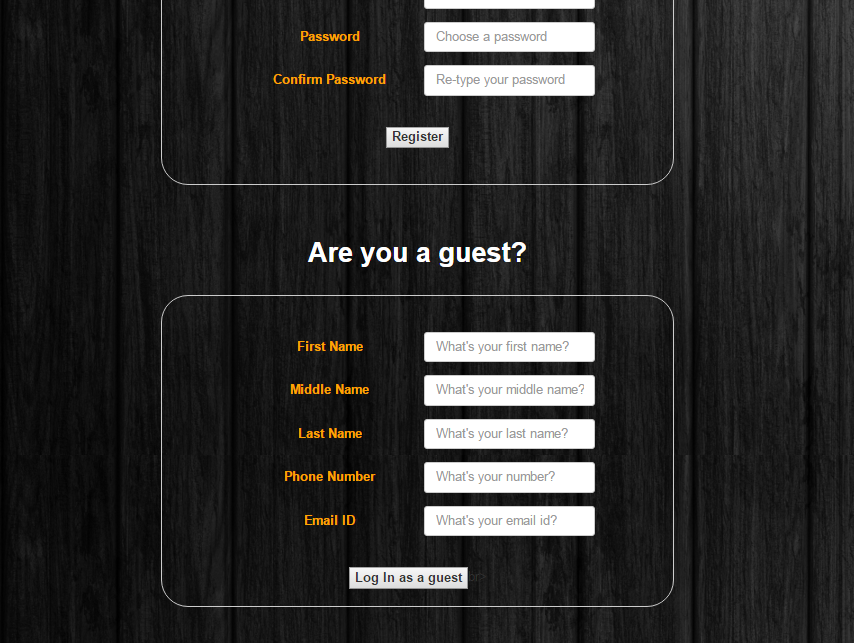 Password Choose a password
Confirm Password Re-type your password
Register
Are you a guest?
First Name What's your first name?
Middle Name What's your middle name?
Last Name What's your last name?
Phone Number What's your number?
Email ID What's your email id?
Log In as a guest